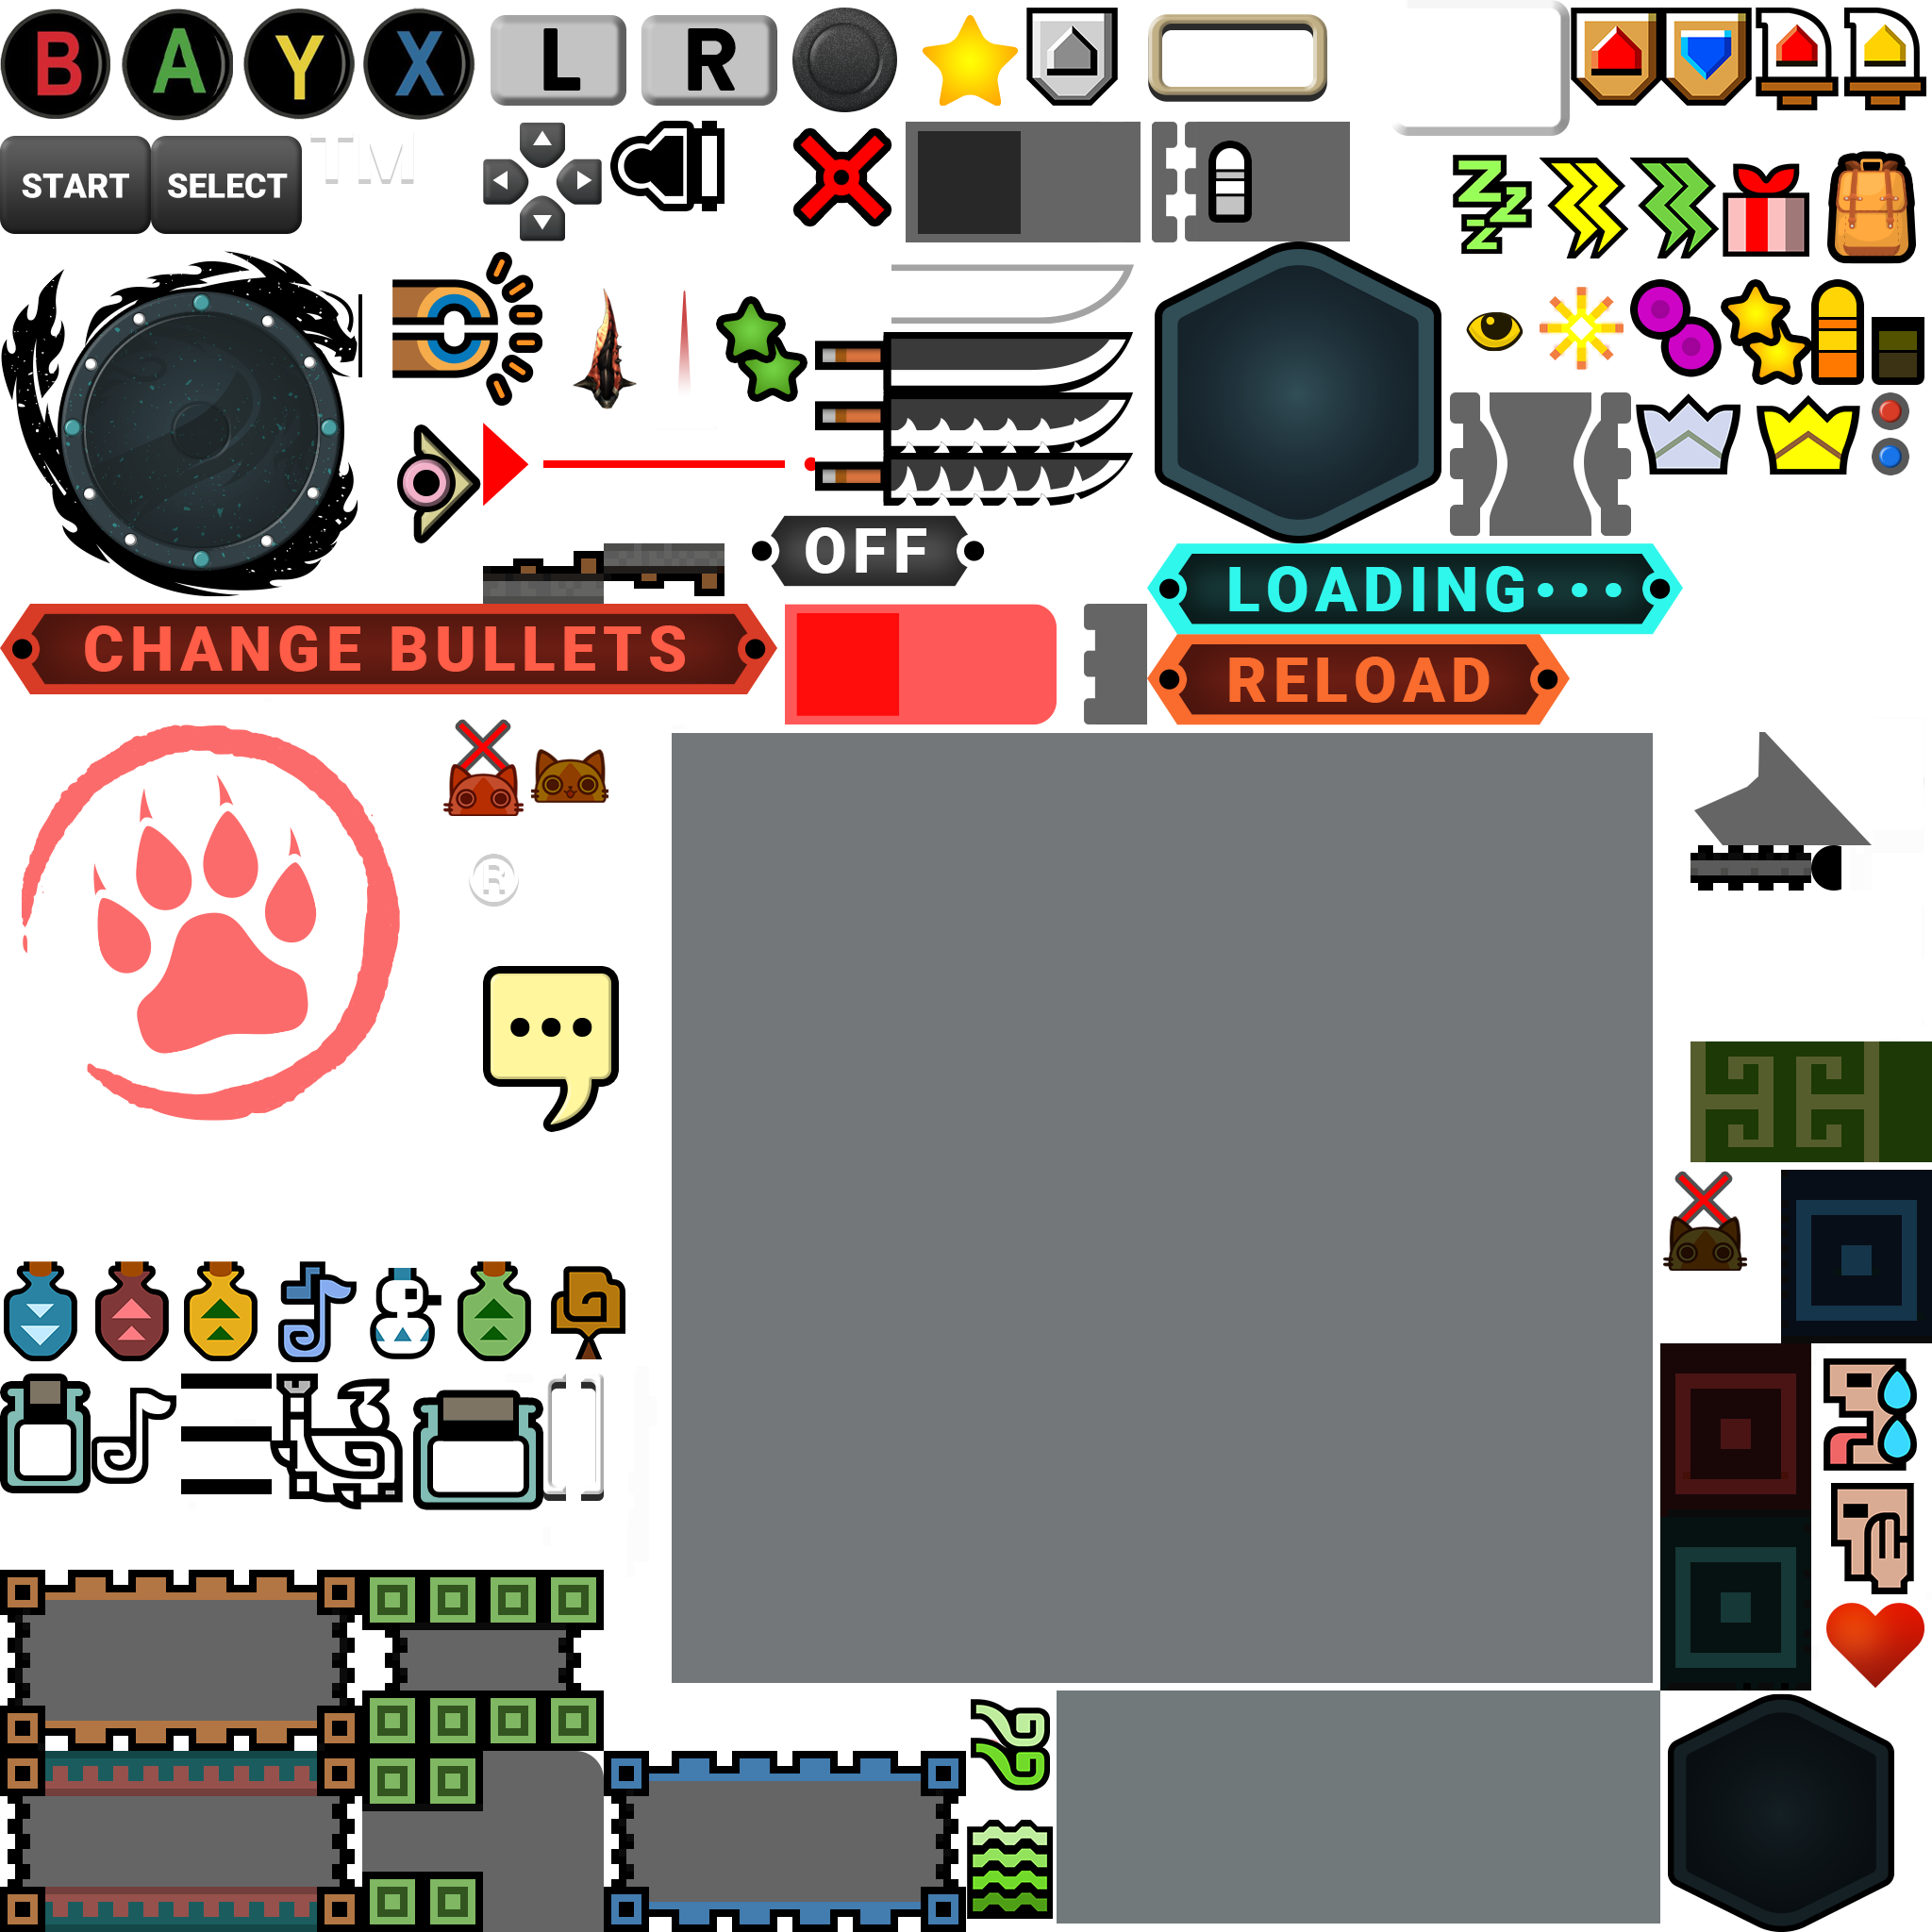 B A Y X L R
START SELECT TM
Z
Z
Z
OFF
LOADING...
CHANGE BULLETS
RELOAD
®
...